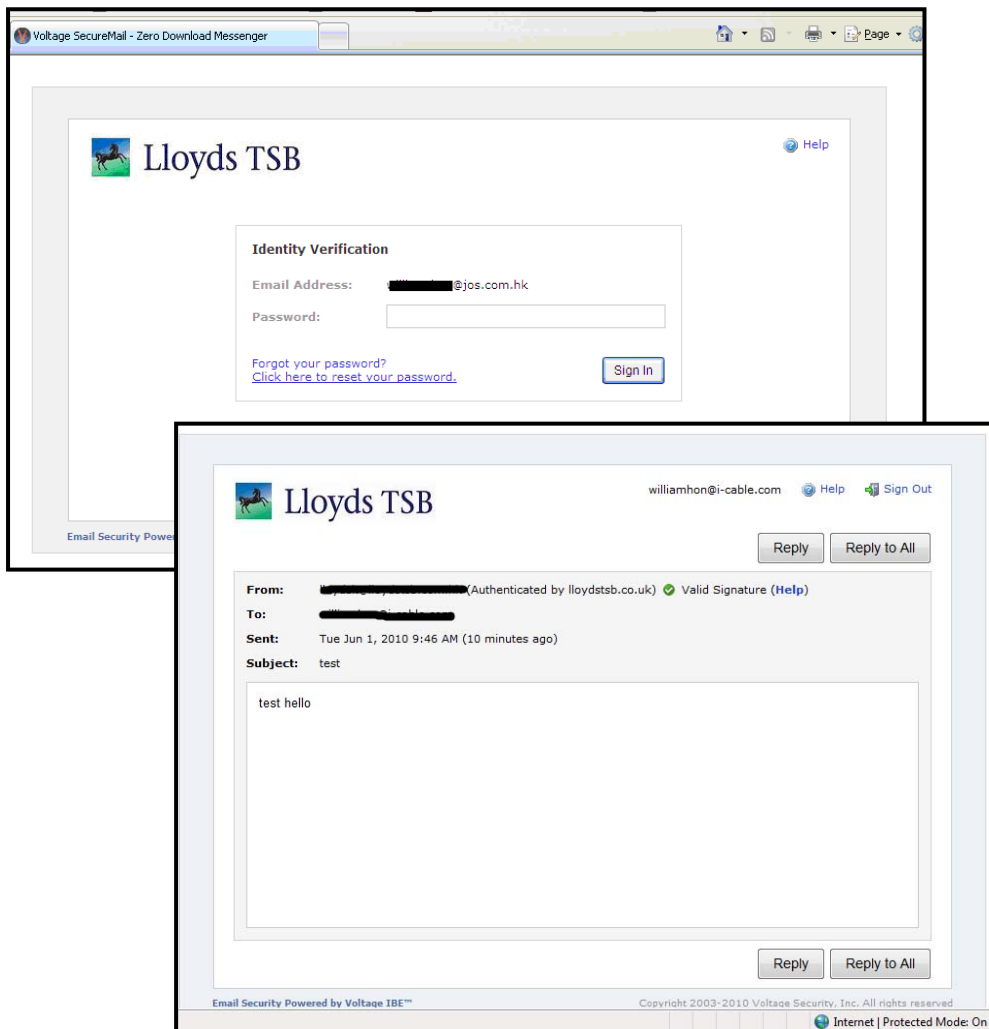 Voltage SecureMail - Zero Download Messenger
Page
Lloyds TSB
Help
Identity Verification
Email Address: @jos.com.hk
Password:
Forgot your password?
Click here to reset your password.
Sign In
Email Security Powe
Lloyds TSB
williamhon@i-cable.com Help Sign Out
Reply Reply to All
From: (Authenticated by lloydstsb.co.uk) Valid Signature (Help)
To:
Sent: Tue Jun 1, 2010 9:46 AM (10 minutes ago)
Subject: test
test hello
Reply Reply to All
Email Security Powered by Voltage IBE™ Copyright 2003-2010 Voltage Security, Inc. All rights reserved
Internet | Protected Mode: On